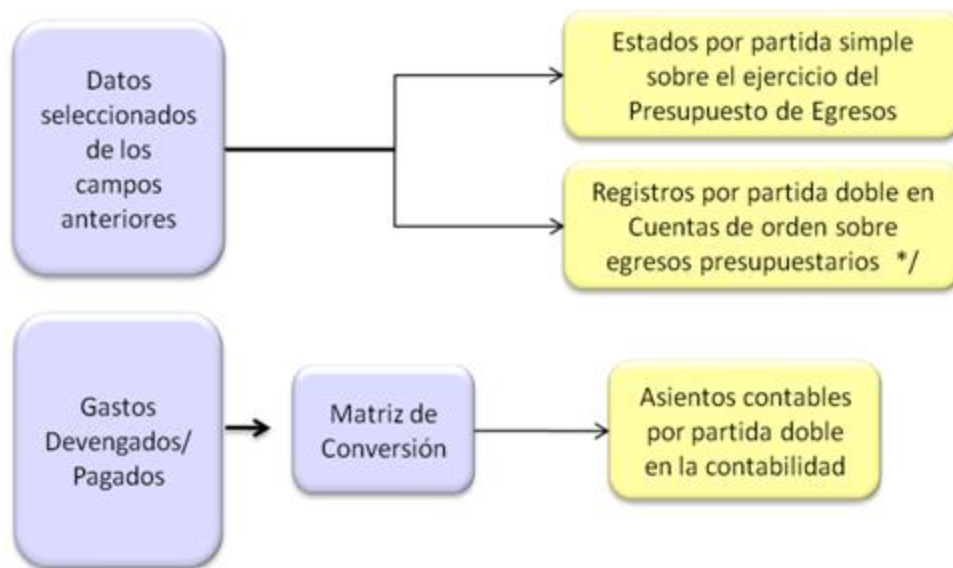 Datos
seleccionados
de los
campos
anteriores
Estados por partida simple
sobre el ejercicio del
Presupuesto de Egresos
Registros por partida doble en
Cuentas de orden sobre
egresos presupuestarios */
Gastos
Devengados/
Pagados
Matriz de
Conversión
Asientos contables
por partida doble
en la contabilidad